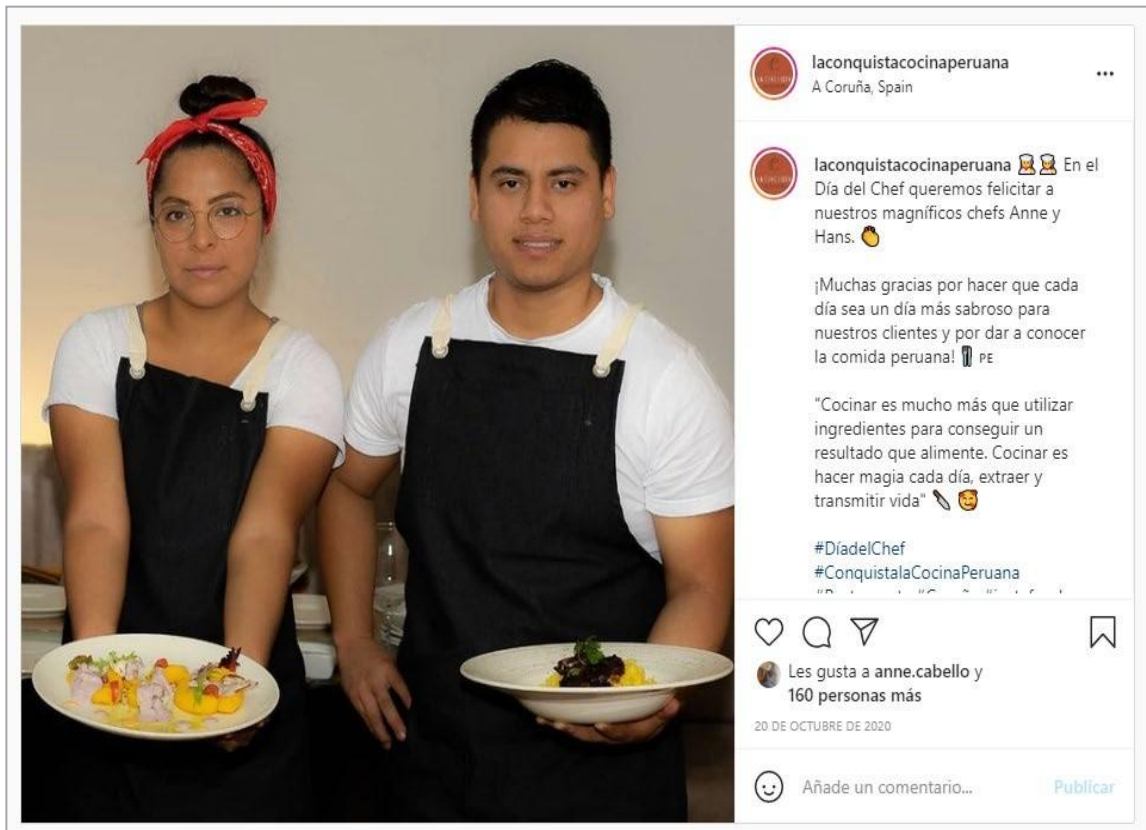 laconquistacocinaperuana
A Coruña, Spain
laconquistacocinaperuana 👩‍🍳 👩‍🍳 En el
Día del Chef queremos felicitar a
nuestros magníficos chefs Anne y
Hans. 👏
¡Muchas gracias por hacer que cada
día sea un día más sabroso para
nuestros clientes y por dar a conocer
la comida peruana! PE
"Cocinar es mucho más que utilizar
ingredientes para conseguir un
resultado que alimente. Cocinar es
hacer magia cada día, extraer y
transmitir vida" 🔪 🥰
#DíadelChef
#ConquistalaCocinaPeruana
Les gusta a anne.cabello y
160 personas más
20 DE OCTUBRE DE 2020
Añade un comentario...
Publicar